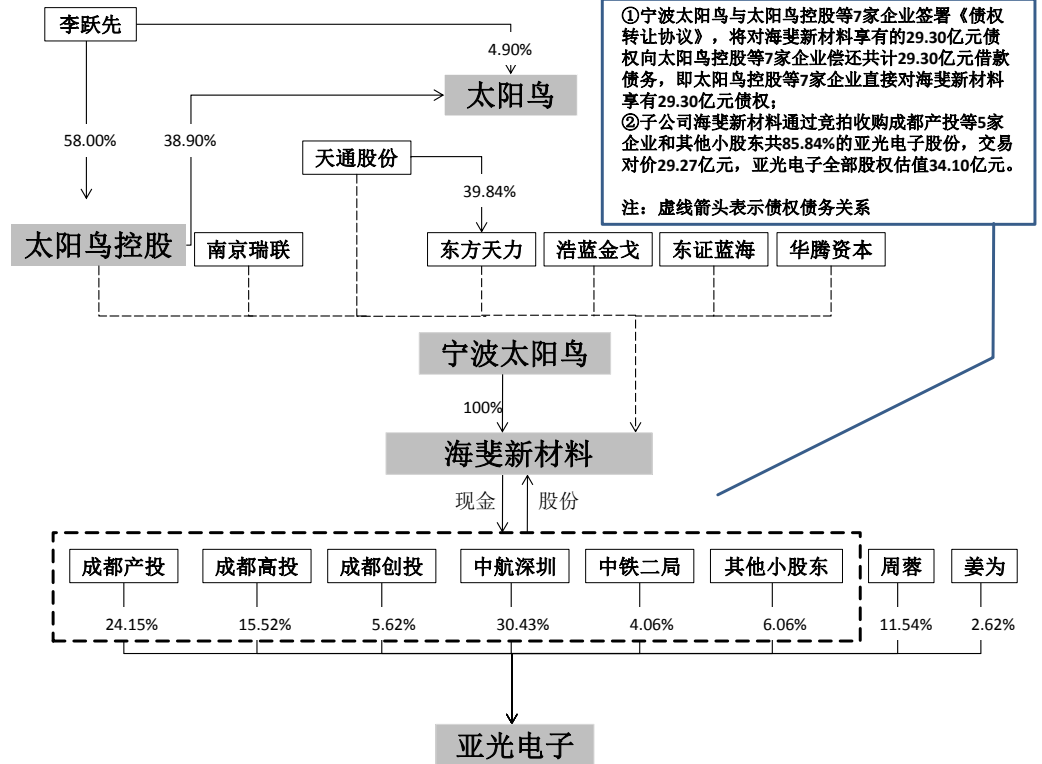 李跃先
4.90%
太阳鸟
58.00%
38.90%
天通股份
39.84%
①宁波太阳鸟与太阳鸟控股等7家企业签署《债权
转让协议》，将对海斐新材料享有的29.30亿元债
权向太阳鸟控股等7家企业偿还共计29.30亿元借款
债务，即太阳鸟控股等7家企业直接对海斐新材料
享有29.30亿元债权；
②子公司海斐新材料通过竞拍收购成都产投等5家
企业和其他小股东共85.84%的亚光电子股份，交易
对价29.27亿元，亚光电子全部股权估值34.10亿元。
注：虚线箭头表示债权债务关系
太阳鸟控股
南京瑞联
东方天力
浩蓝金戈
东证蓝海
华腾资本
宁波太阳鸟
100%
海斐新材料
现金
股份
成都产投
成都高投
成都创投
中航深圳
中铁二局
其他小股东
周蓉
姜为
24.15%
15.52%
5.62%
30.43%
4.06%
6.06%
11.54%
2.62%
亚光电子